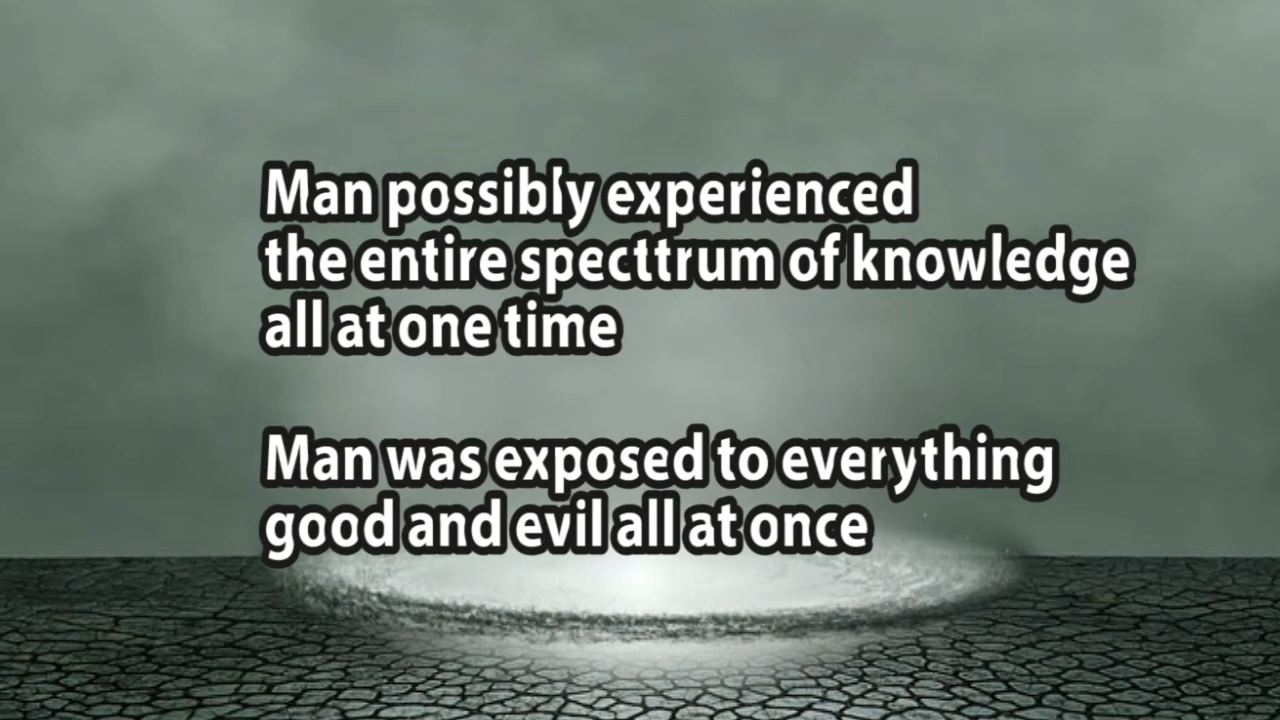 Man possibly experienced
the entire specttrum of knowledge
all at one time
Man was exposed to everything
good and evil all at once